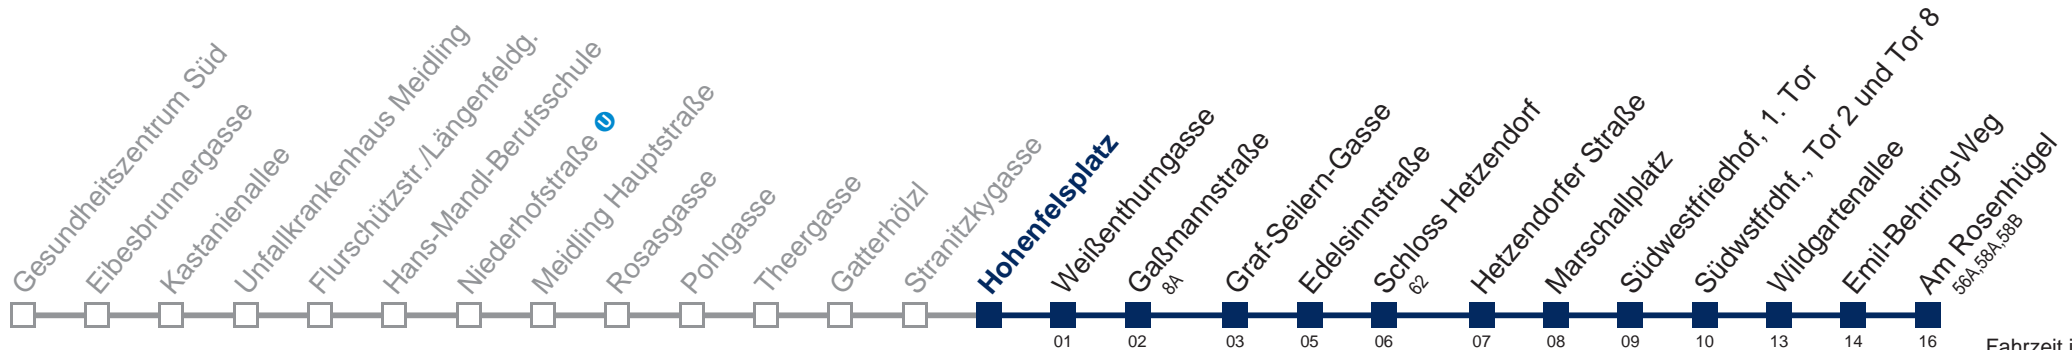 Gesundheitszentrum Süd
Eibesbrunnergasse
Kastanienallee
Unfallkrankenhaus Meidling
Flurschützstr./Längenfeldg.
Hans-Mandl-Berufsschule
Niederhofstraße U
Meidling Hauptstraße
Rosasgasse
Pohlgasse
Theergasse
Gatterhölzl
Stranitzkygasse
Hohenfelsplatz
Weißenthurngasse
01
Gaßmannstraße
8A
02
Graf-Seilern-Gasse
03
Edelsinnstraße
05
Schloss Hetzendorf
62
06
Hetzendorfer Straße
07
Marschallplatz
08
Südwestfriedhof, 1. Tor
09
Südwstfrdhf., Tor 2 und Tor 8
10
Wildgartenallee
13
Emil-Behring-Weg
14
Am Rosenhügel
56A,58A,58B
16
Fahrzeit